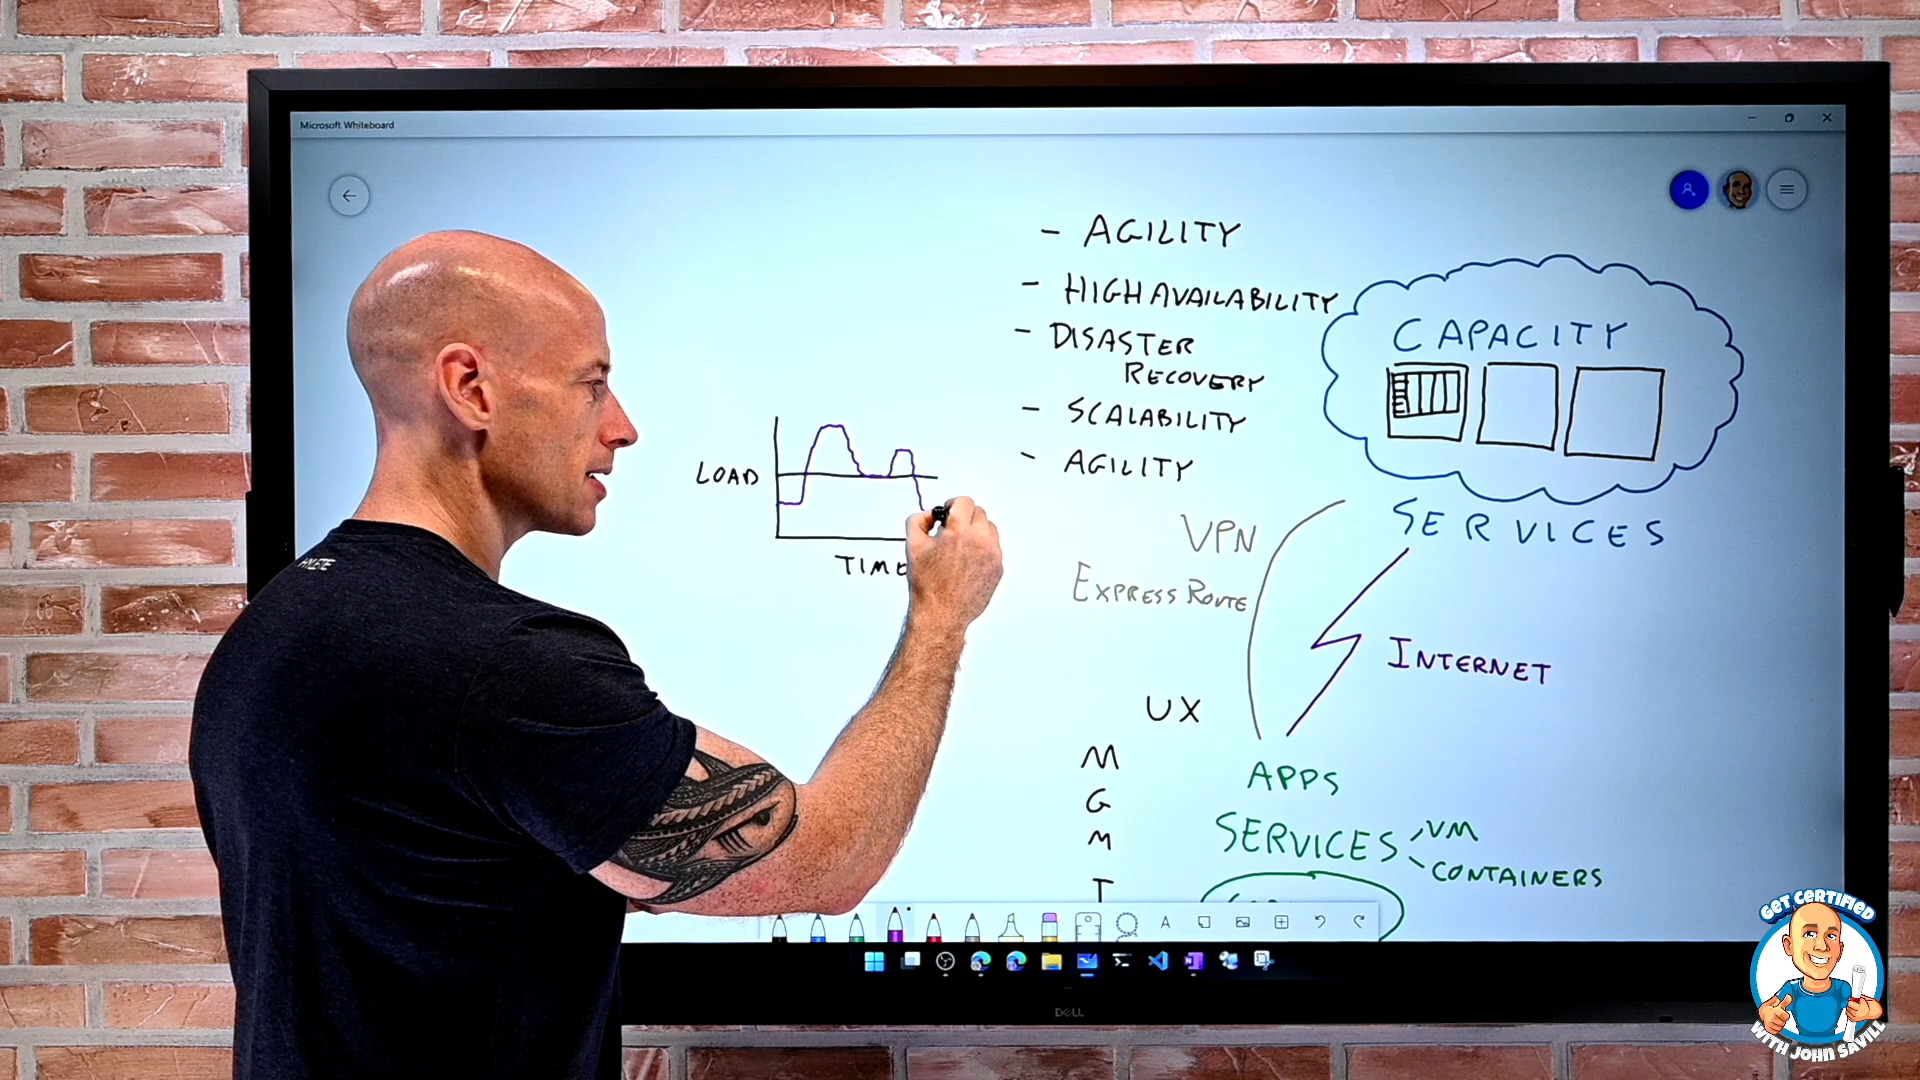 Microsoft Whiteboard
- AGILITY
- HIGH AVAILABILITY
- DISASTER
RECOVERY
- SCALABILITY
- AGILITY
CAPACITY
SERVICES
LOAD
TIME
VPN
EXPRESS ROUTE
INTERNET
UX
M
G
M
T
APPS
SERVICES
VM
CONTAINERS
A
DELL
GET CERTIFIED
WITH JOHN SAVILL